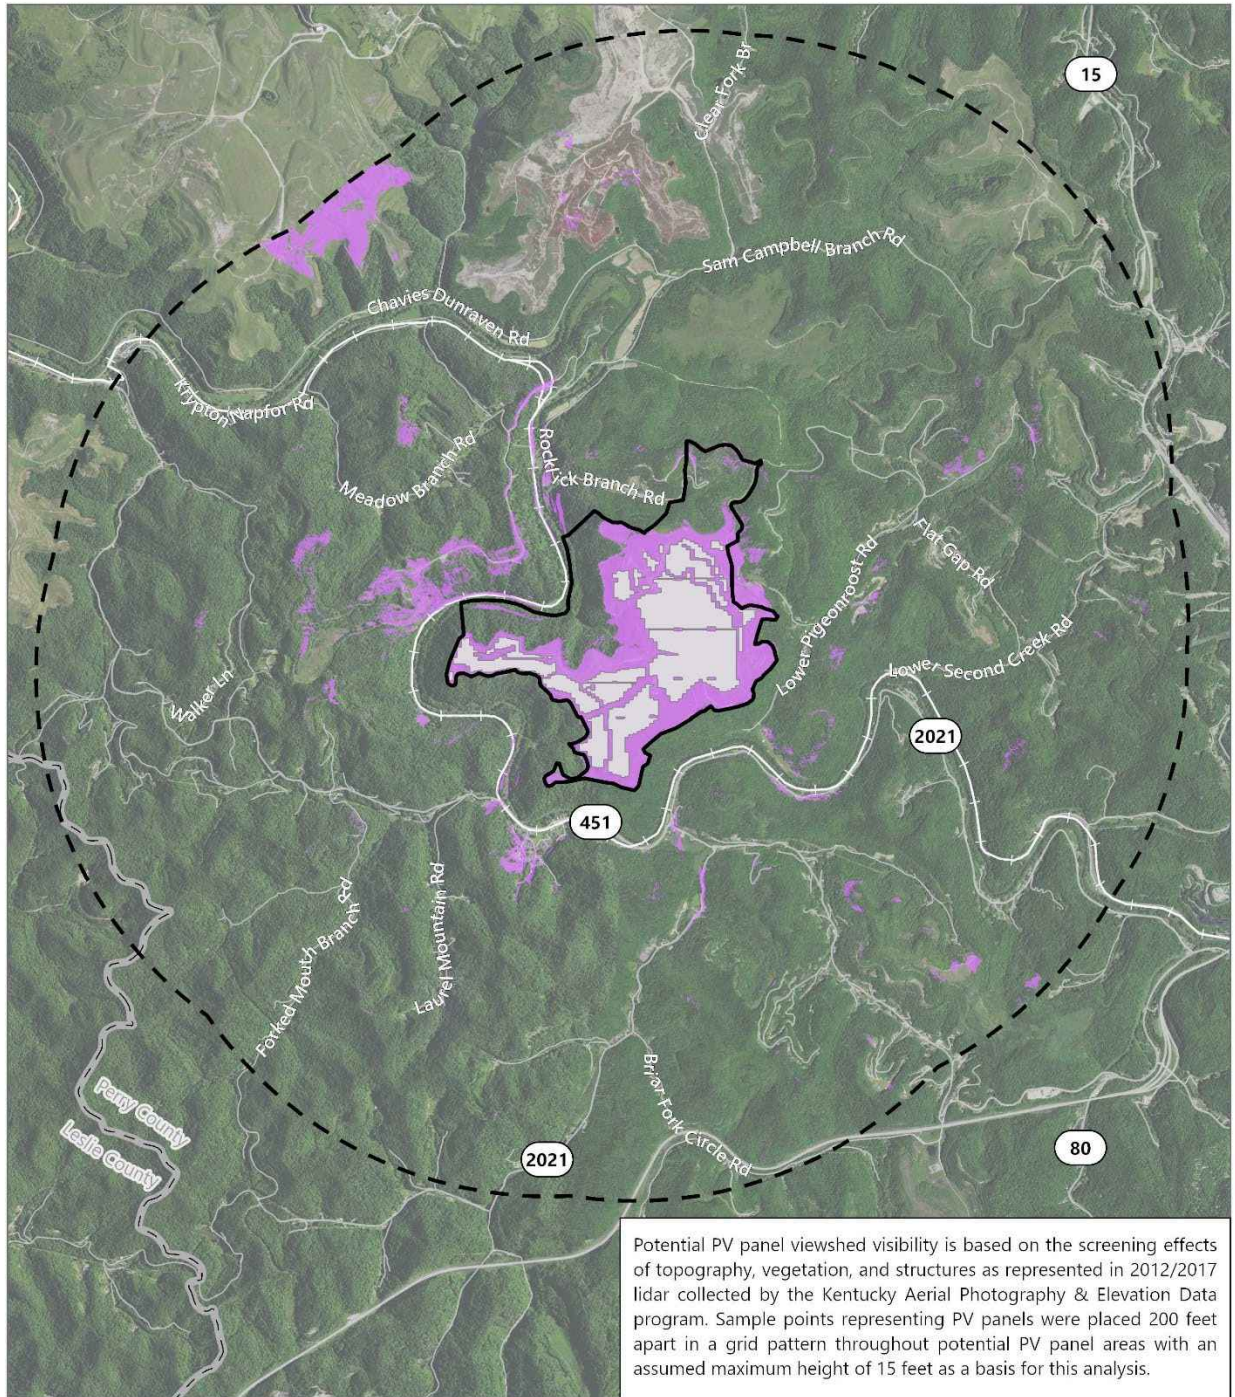 15
Clear Fork Br
Sam Campbell Branch Rd
Chavies Dunraven Rd
Krypton Napfor Rd
Meadow Branch Rd
Rocklick Branch Rd
Flat Gap Rd
Lower Pigeonroost Rd
Lower Second Creek Rd
Walker Ln
2021
451
Laurel Mountain Rd
Forked Mouth Branch Rd
Briar Fork Circle Rd
Perry County
Leslie County
2021
80
Potential PV panel viewshed visibility is based on the screening effects
of topography, vegetation, and structures as represented in 2012/2017
lidar collected by the Kentucky Aerial Photography & Elevation Data
program. Sample points representing PV panels were placed 200 feet
apart in a grid pattern throughout potential PV panel areas with an
assumed maximum height of 15 feet as a basis for this analysis.